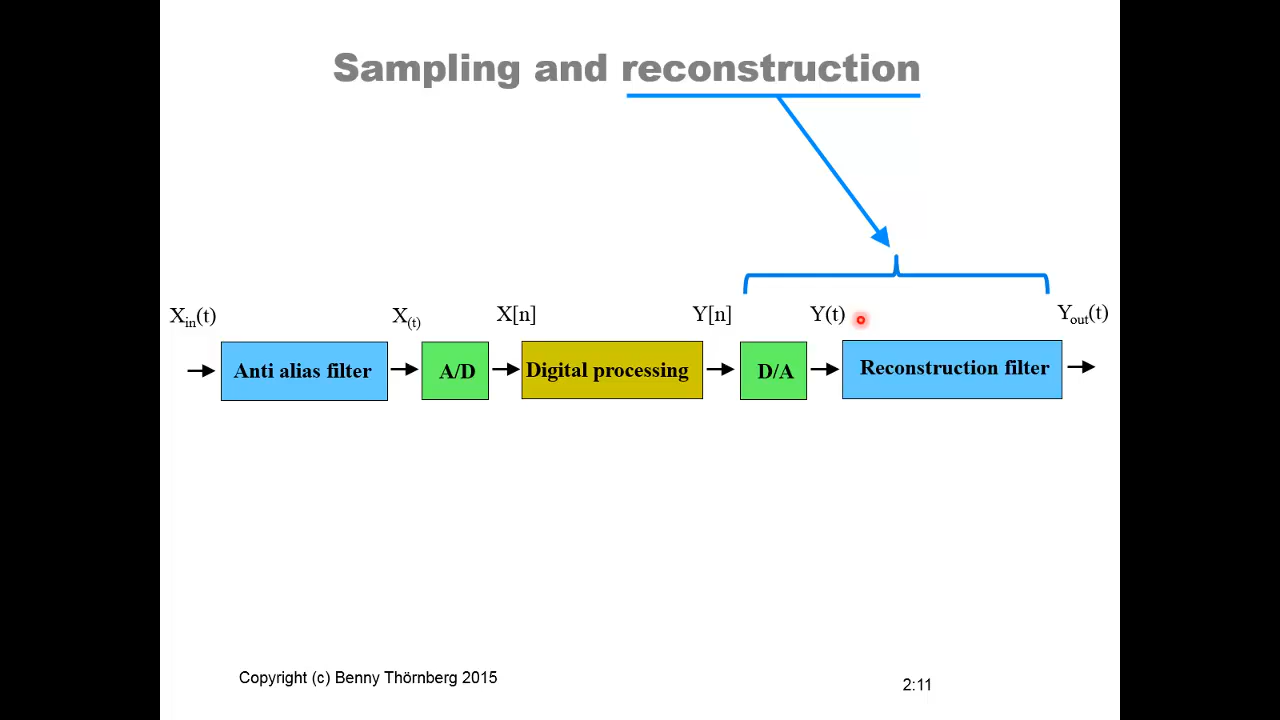 Sampling and reconstruction
Xin(t) X(t) X[n] Y[n] Y(t) Yout(t)
Anti alias filter A/D Digital processing D/A Reconstruction filter
Copyright (c) Benny Thörnberg 2015 2:11